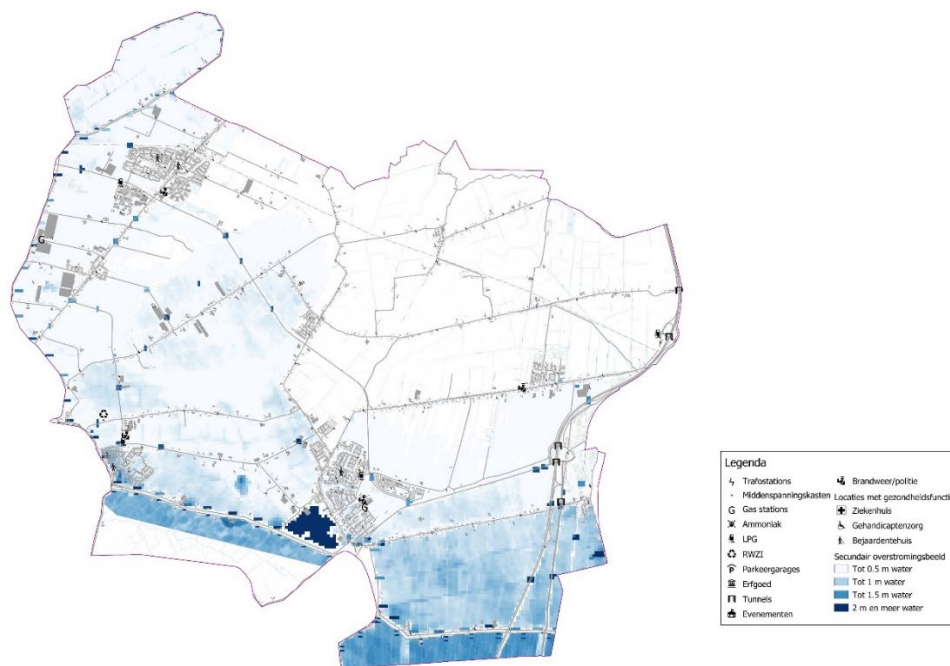 G
G
Legenda
Trafostations
Middenspanningskasten
G Gas stations
Ammoniak
LPG
RWZI
P Parkeergarages
Erfgoed
Tunnels
Evenementen
Brandweer/politie
Locaties met gezondheidsfuncti
Ziekenhuis
Gehandicaptenzorg
Bejaardentehuis
Secundair overstromingsbeeld
Tot 0.5 m water
Tot 1 m water
Tot 1.5 m water
2 m en meer water